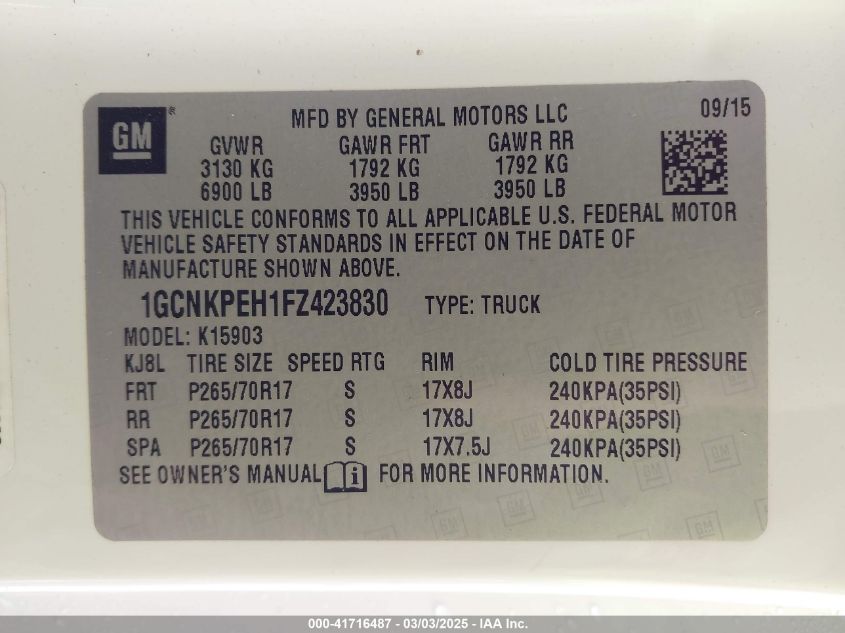 GM
MFD BY GENERAL MOTORS LLC 09/15
GVWR GAWR FRT GAWR RR
3130 KG 1792 KG 1792 KG
6900 LB 3950 LB 3950 LB
THIS VEHICLE CONFORMS TO ALL APPLICABLE U.S. FEDERAL MOTOR
VEHICLE SAFETY STANDARDS IN EFFECT ON THE DATE OF
MANUFACTURE SHOWN ABOVE.
1GCNKPEH1FZ423830 TYPE: TRUCK
MODEL: K15903
KJ8L TIRE SIZE SPEED RTG RIM COLD TIRE PRESSURE
FRT P265/70R17 S 17X8J 240KPA(35PSI)
RR P265/70R17 S 17X8J 240KPA(35PSI)
SPA P265/70R17 S 17X7.5J 240KPA(35PSI)
SEE OWNER'S MANUAL i FOR MORE INFORMATION.
000-41716487 - 03/03/2025 - IAA Inc.